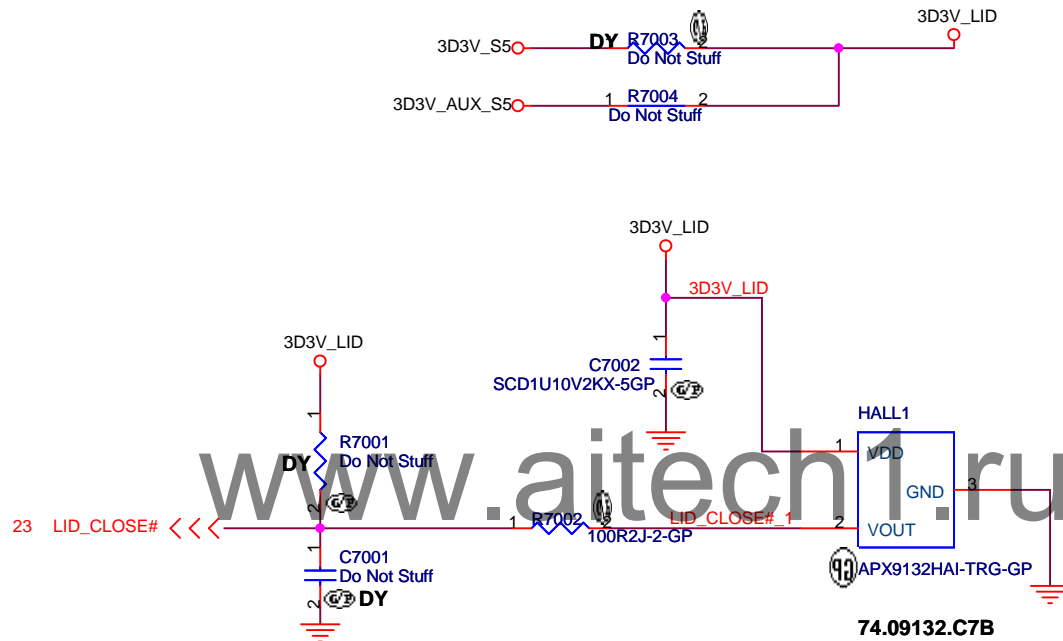 3D3V_LID
3D3V_S5
DY
R7003
2
Do Not Stuff
3D3V_AUX_S5
1
R7004
2
Do Not Stuff
3D3V_LID
3D3V_LID
1
C7002
SCD1U10V2KX-5GP
2
G/P
3D3V_LID
1
R7001
DY
Do Not Stuff
2
G/P
HALL1
1
VDD
GND
3
www.aitech1.ru
23 LID_CLOSE#
1
R7002
2
LID_CLOSE#_1
2
VOUT
100R2J-2-GP
1
C7001
Do Not Stuff
2
G/P
DY
APX9132HAI-TRG-GP
74.09132.C7B